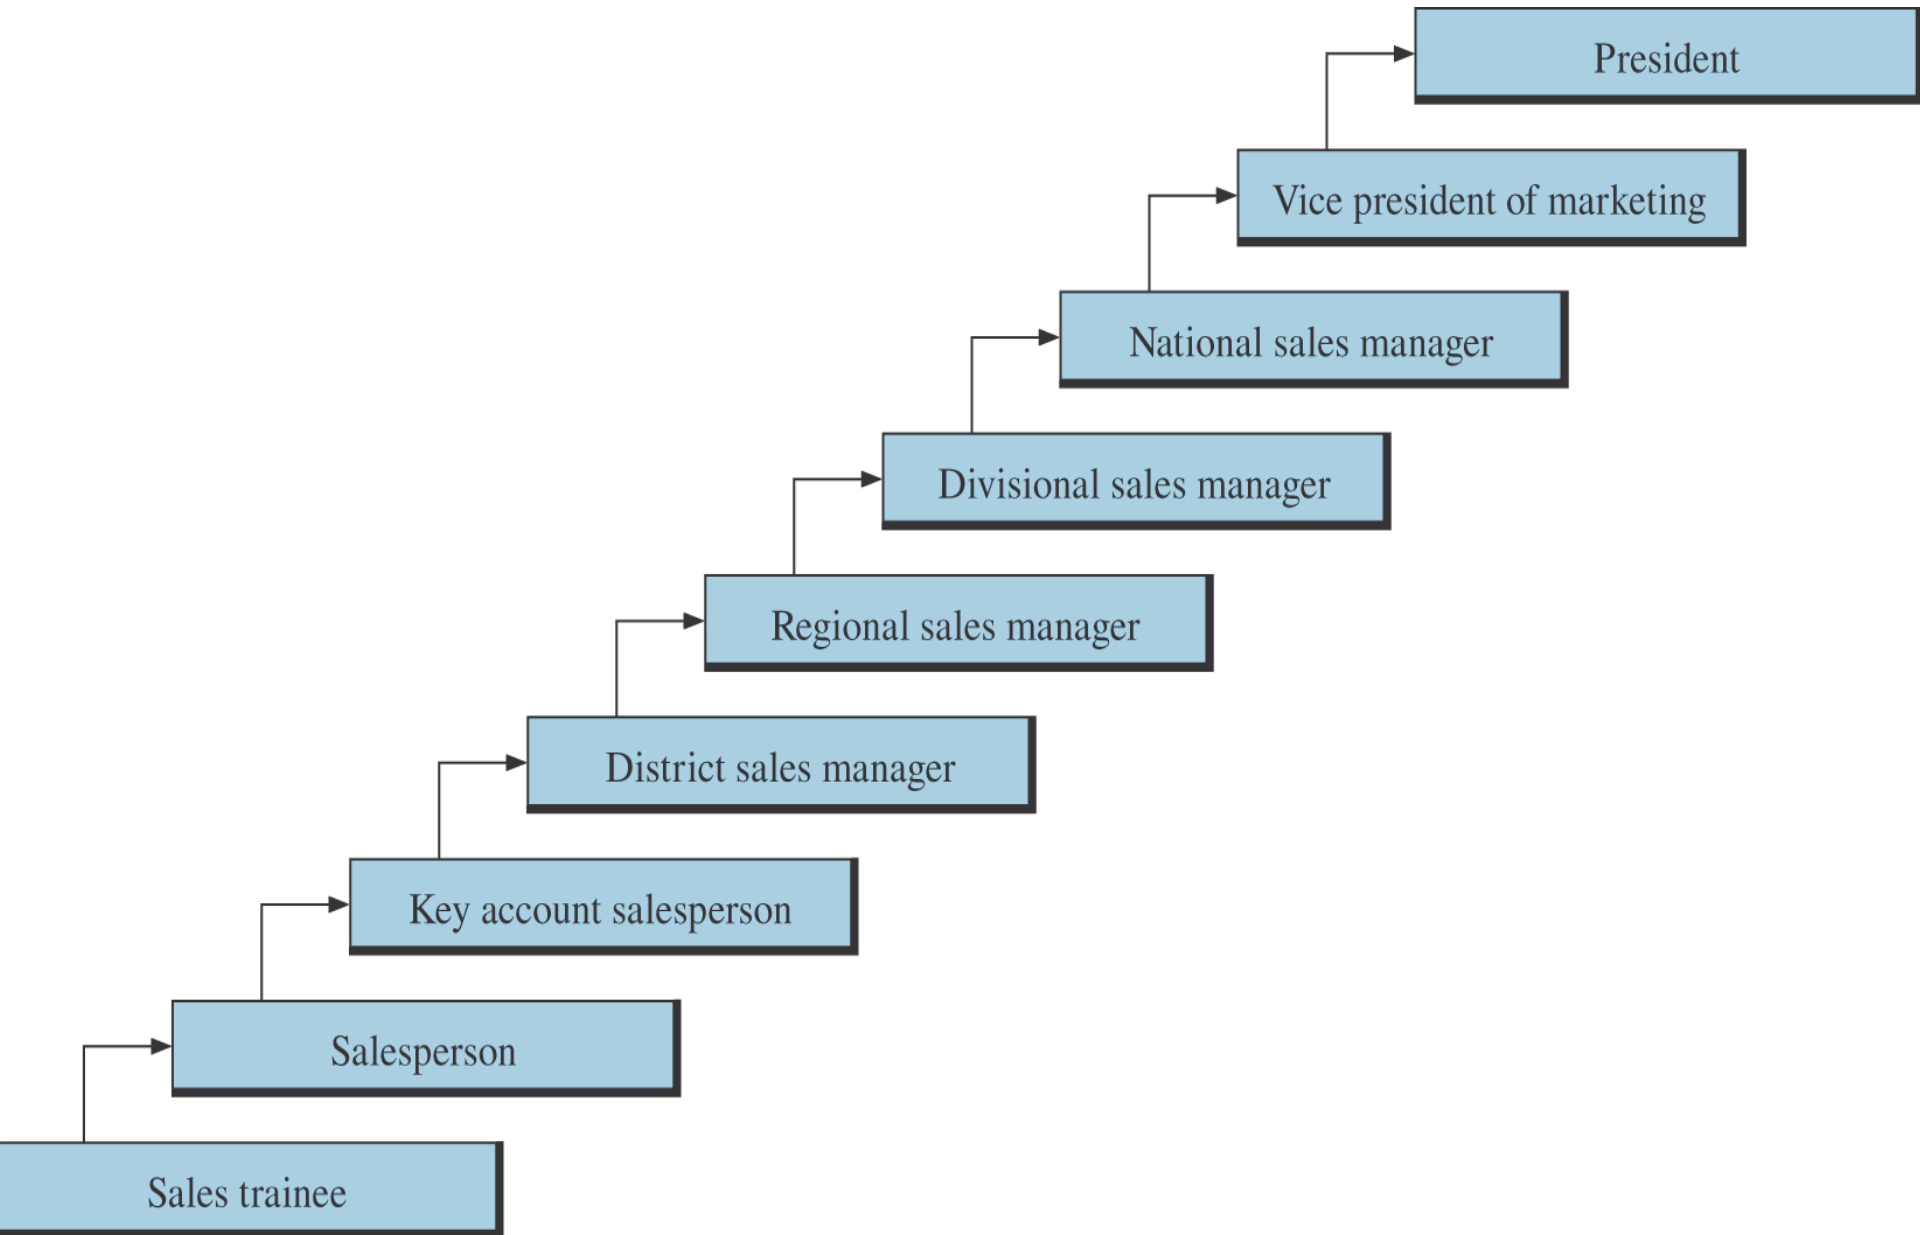 President
Vice president of marketing
National sales manager
Divisional sales manager
Regional sales manager
District sales manager
Key account salesperson
Salesperson
Sales trainee